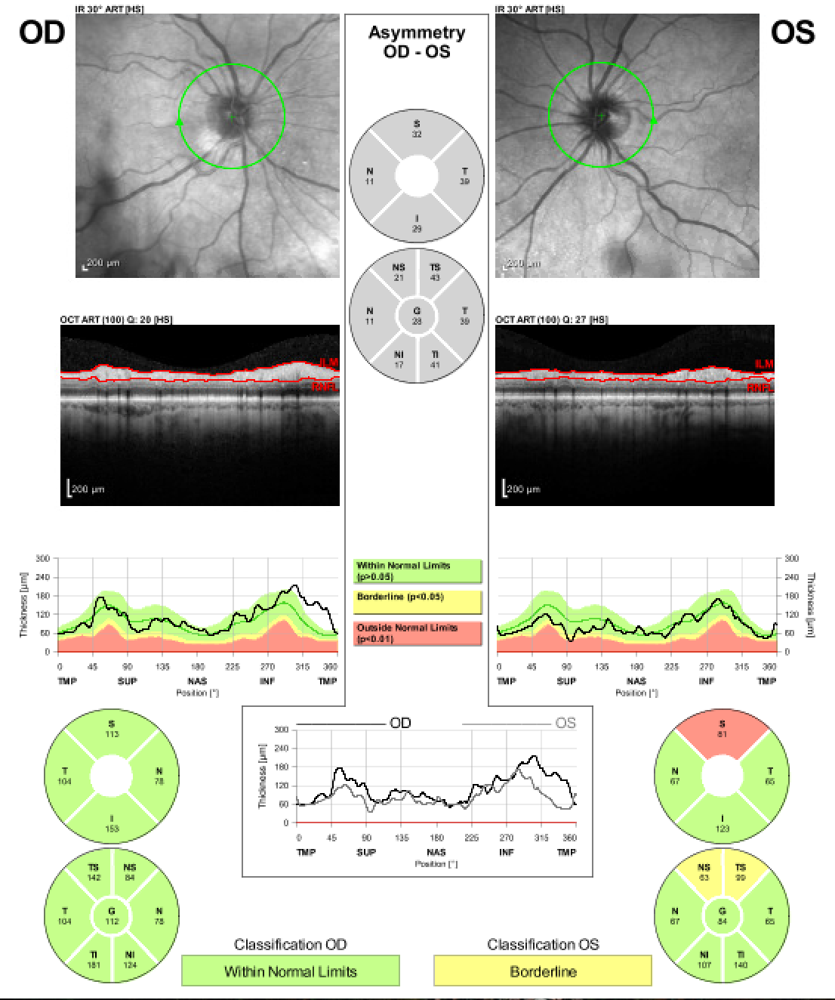 IR 30° ART [HS]
OD
Asymmetry
OD - OS
IR 30° ART [HS]
OS
S
32
N
11
T
39
I
29
200 µm
200 µm
NS
21
TS
43
N
11
G
28
T
39
NI
17
TI
41
OCT ART (100) Q: 20 [HS]
ILM
RNFL
200 µm
OCT ART (100) Q: 27 [HS]
ILM
RNFL
200 µm
Thickness [µm]
300
240
180
120
60
0
0 45 90 135 180 225 270 315 360
TMP SUP NAS INF TMP
Position [°]
Within Normal Limits
(p>0.05)
Borderline (p<0.05)
Outside Normal Limits
(p<0.01)
300
240
180
120
60
0
Thickness [µm]
0 45 90 135 180 225 270 315 360
TMP SUP NAS INF TMP
Position [°]
S
113
T
104
N
78
I
153
OD OS
Thickness [µm]
300
240
180
120
60
0
0 45 90 135 180 225 270 315 360
TMP SUP NAS INF TMP
Position [°]
S
81
N
67
T
65
I
123
TS
142
NS
84
T
104
G
112
N
78
TI
181
NI
124
Classification OD
Within Normal Limits
Classification OS
Borderline
NS
63
TS
99
N
67
G
84
T
65
NI
107
TI
140